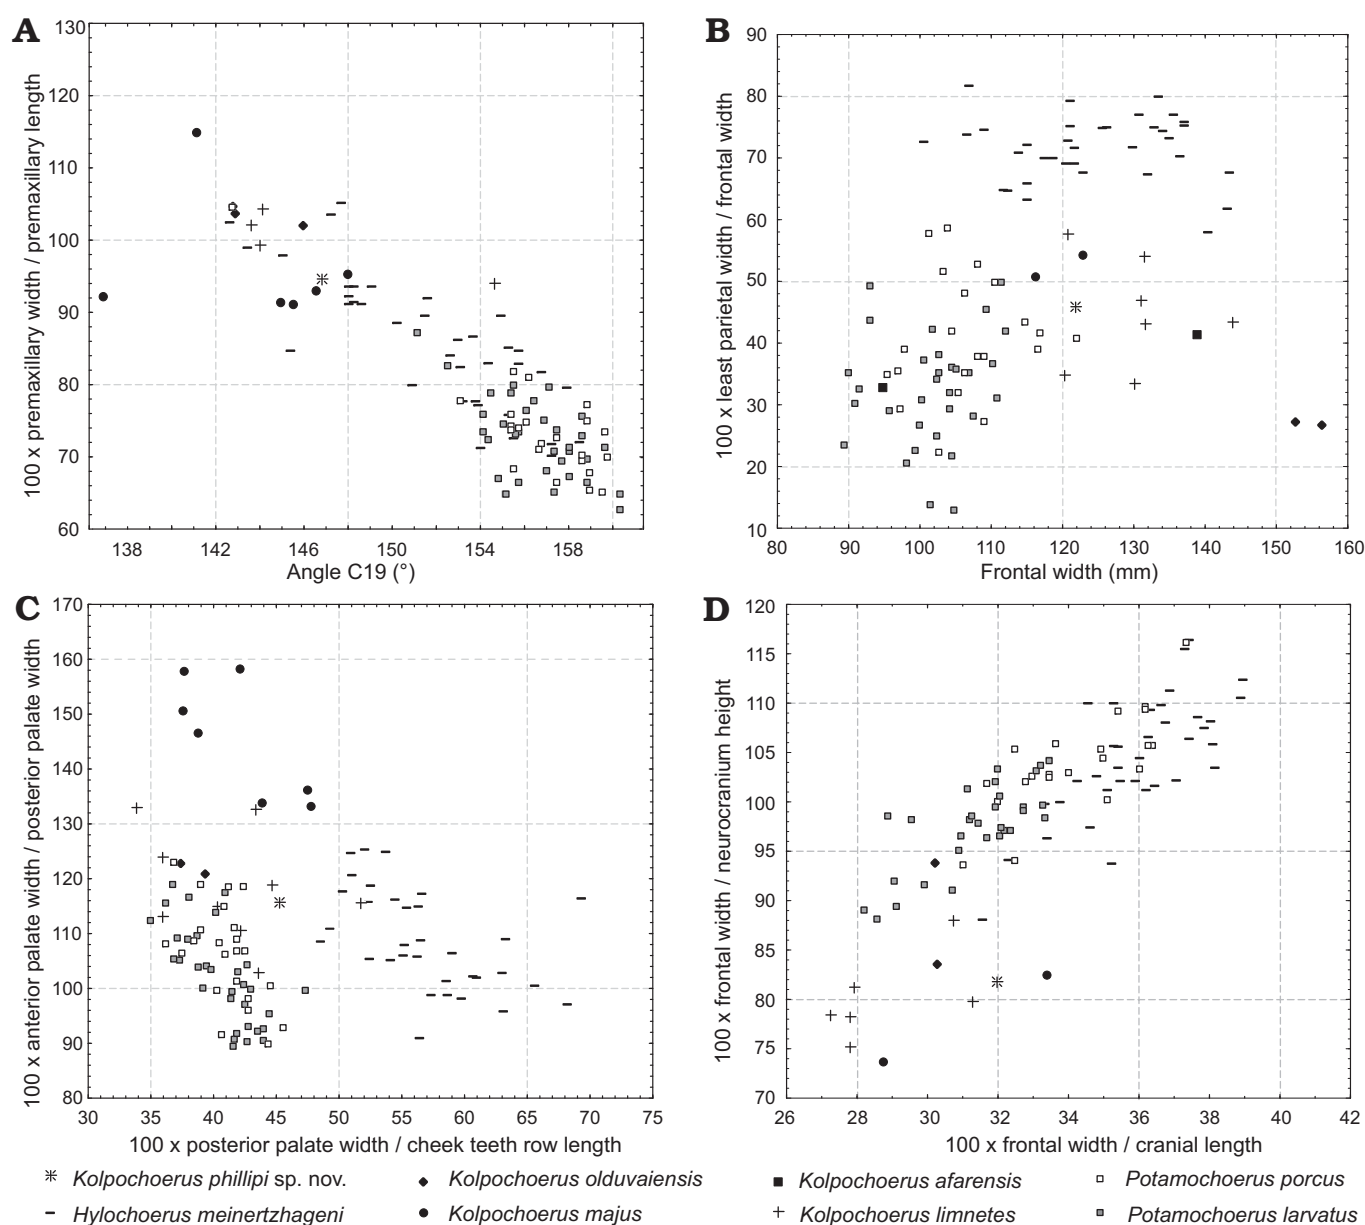 A
100 x premaxillary width / premaxillary length
130
120
110
100
90
80
70
60
138 142 146 150 154 158
Angle C19 (°)
B
100 x least parietal width / frontal width
90
80
70
60
50
40
30
20
10
80 90 100 110 120 130 140 150 160
Frontal width (mm)
C
100 x anterior palate width / posterior palate width
170
160
150
140
130
120
110
100
90
80
30 35 40 45 50 55 60 65 70 75
100 x posterior palate width / cheek teeth row length
D
100 x frontal width / neurocranium height
120
115
110
105
100
95
90
85
80
75
70
26 28 30 32 34 36 38 40 42
100 x frontal width / cranial length
Kolpochoerus phillipi sp. nov. Kolpochoerus olduvaiensis Kolpochoerus afarensis Potamochoerus porcus
Hylochoerus meinertzhageni Kolpochoerus majus Kolpochoerus limnetes Potamochoerus larvatus